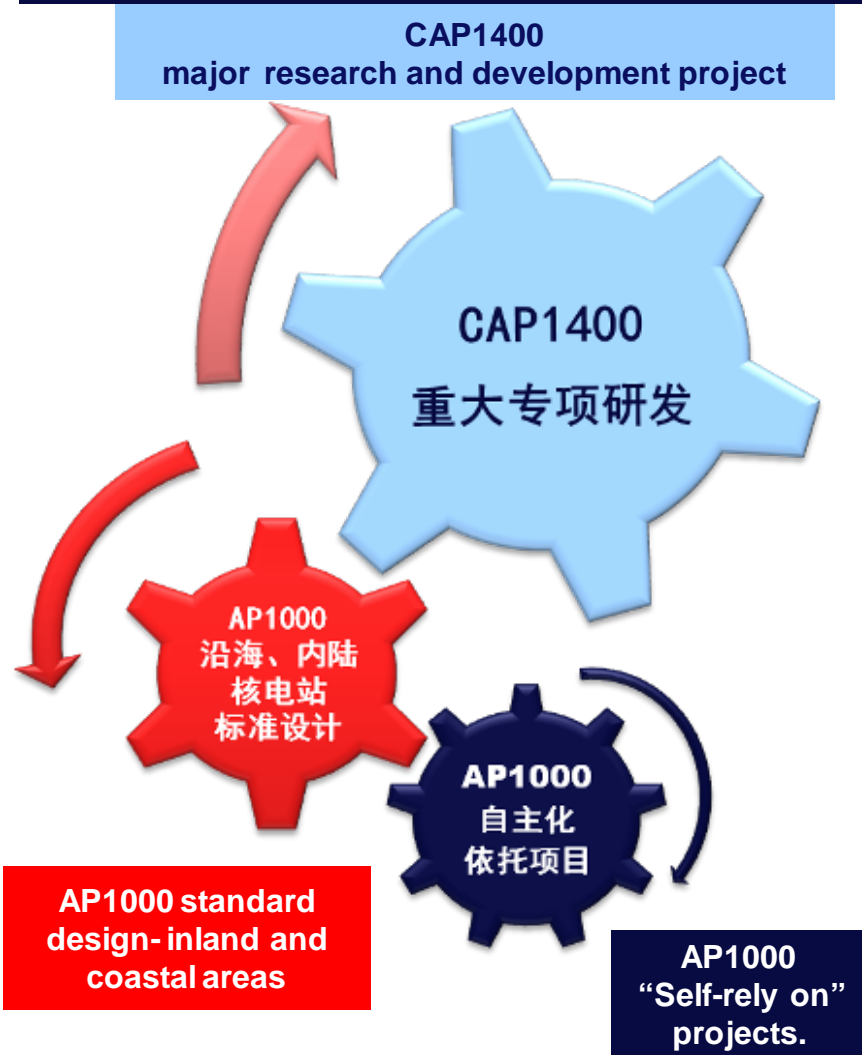 CAP1400
major research and development project
CAP1400
重大专项研发
AP1000
沿海、内陆
核电站
标准设计
AP1000
自主化
依托项目
AP1000 standard
design- inland and
coastal areas
AP1000
“Self-rely on”
projects.